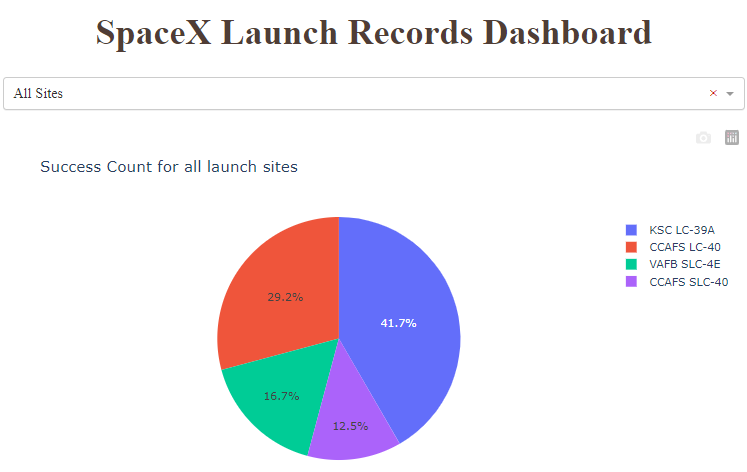 SpaceX Launch Records Dashboard
All Sites
Success Count for all launch sites
KSC LC-39A
CCAFS LC-40
VAFB SLC-4E
CCAFS SLC-40
29.2%
41.7%
16.7%
12.5%